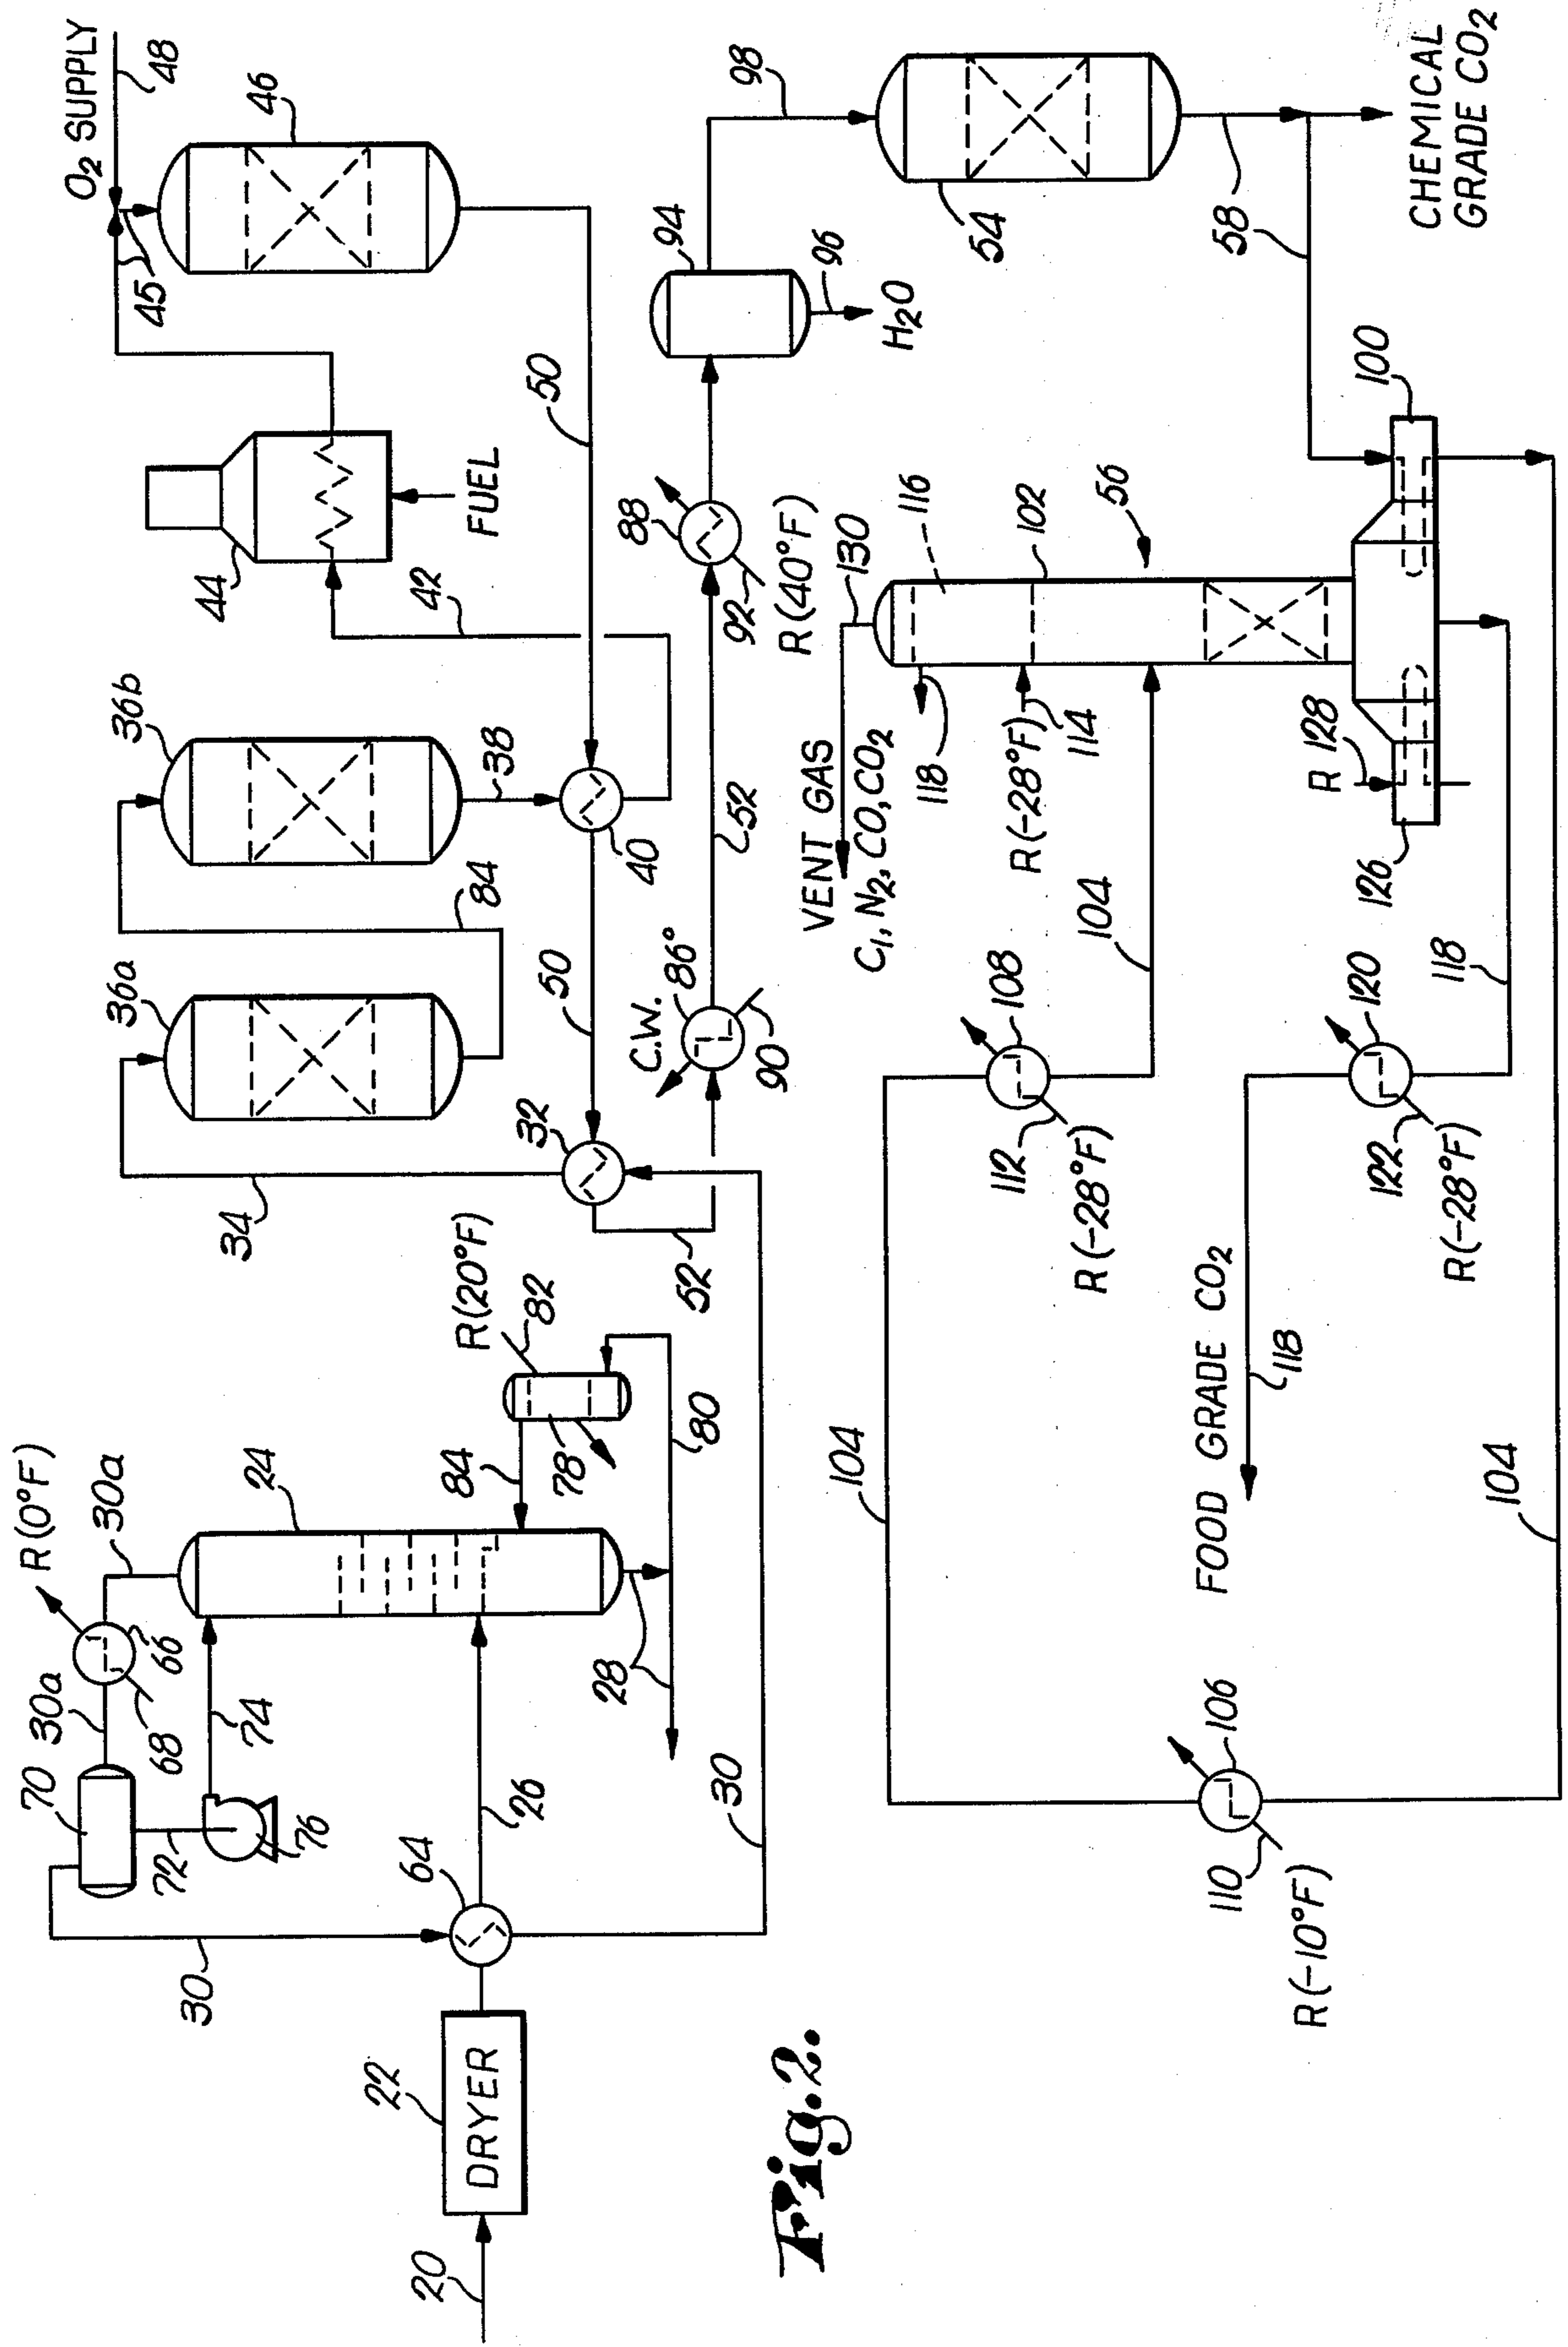 R(0°F)
30a
30a
70
O2 SUPPLY
48
45
36b
36a
34
24
44
46
66
68
72
74
76
30
64
22
DRYER
20
26
28
78
84
R(20°F)
82
84
42
FUEL
38
50
50
32
40
52
80
30
C.W.
86°
90
52
88
92
R(40°F)
94
96
H2O
98
54
Fig.2.
VENT GAS
C1, N2, CO, CO2
130
116
118
102
56
R(-28°F)
114
104
104
108
112
R(-28°F)
58
106
110
R(-10°F)
FOOD GRADE CO2
118
R
128
126
100
120
122
R(-28°F)
118
104
CHEMICAL
GRADE CO2